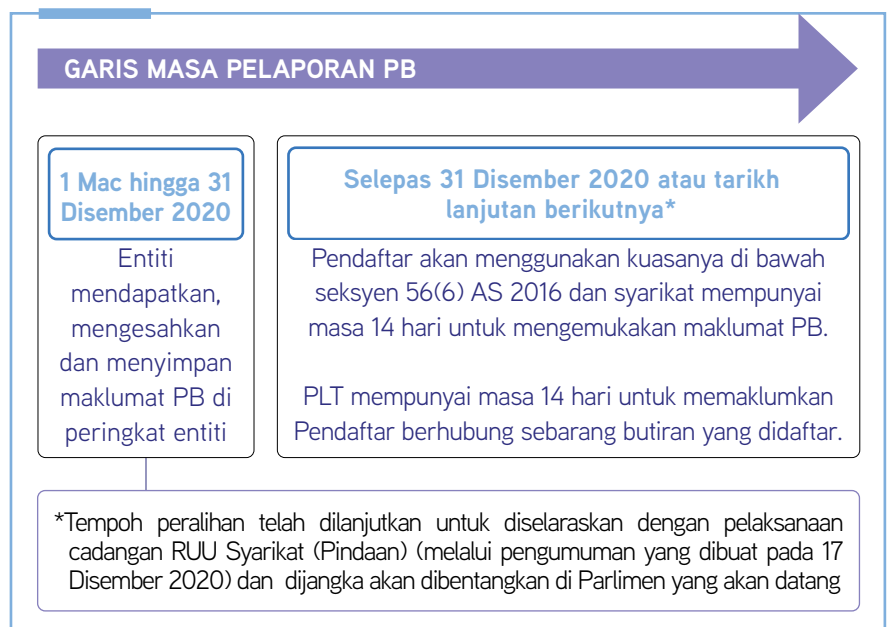 GARIS MASA PELAPORAN PB
1 Mac hingga 31
Disember 2020
Entiti
mendapatkan,
mengesahkan
dan menyimpan
maklumat PB di
peringkat entiti
Selepas 31 Disember 2020 atau tarikh
lanjutan berikutnya*
Pendaftar akan menggunakan kuasanya di bawah
seksyen 56(6) AS 2016 dan syarikat mempunyai
masa 14 hari untuk mengemukakan maklumat PB.
PLT mempunyai masa 14 hari untuk memaklumkan
Pendaftar berhubung sebarang butiran yang didaftar.
*Tempoh peralihan telah dilanjutkan untuk diselaraskan dengan pelaksanaan
cadangan RUU Syarikat (Pindaan) (melalui pengumuman yang dibuat pada 17
Disember 2020) dan dijangka akan dibentangkan di Parlimen yang akan datang